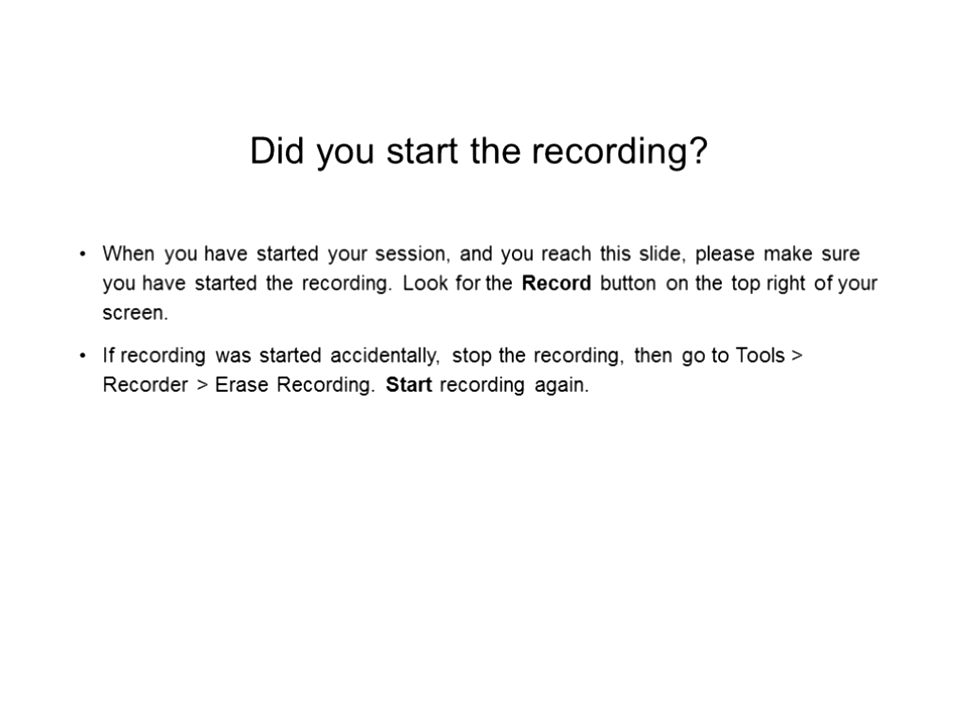 Did you start the recording?
• When you have started your session, and you reach this slide, please make sure
you have started the recording. Look for the Record button on the top right of your
screen.
• If recording was started accidentally, stop the recording, then go to Tools >
Recorder > Erase Recording. Start recording again.